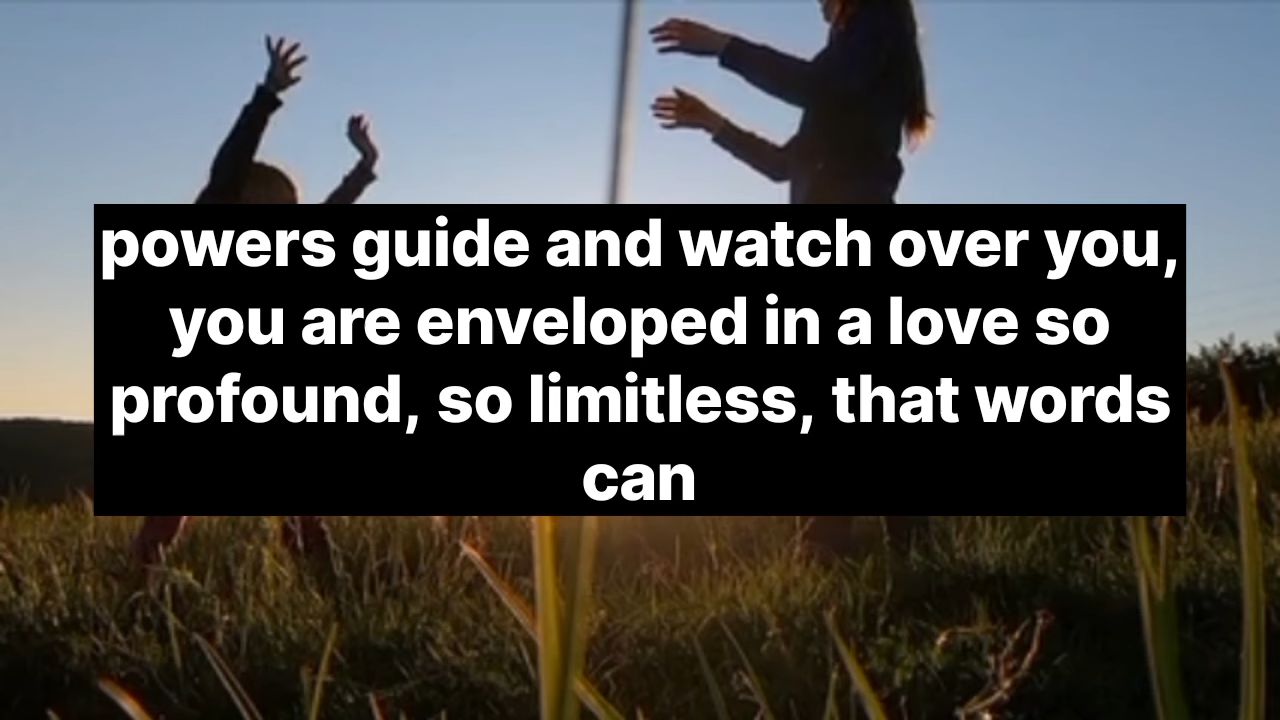 powers guide and watch over you,
you are enveloped in a love so
profound, so limitless, that words
can